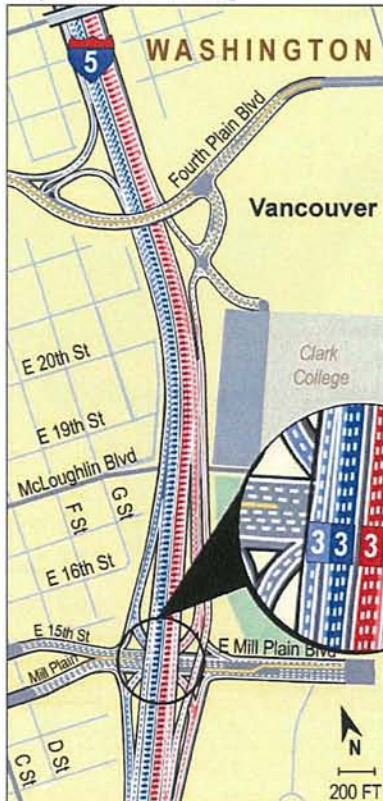 5
WASHINGTON
Fourth Plain Blvd
Vancouver
E 20th St
Clark
College
E 19th St
McLoughlin Blvd
G St
F St
3 3 3
E 16th St
E 15th St
Mill Plain
E Mill Plain Blvd
D St
C St
N
200 FT